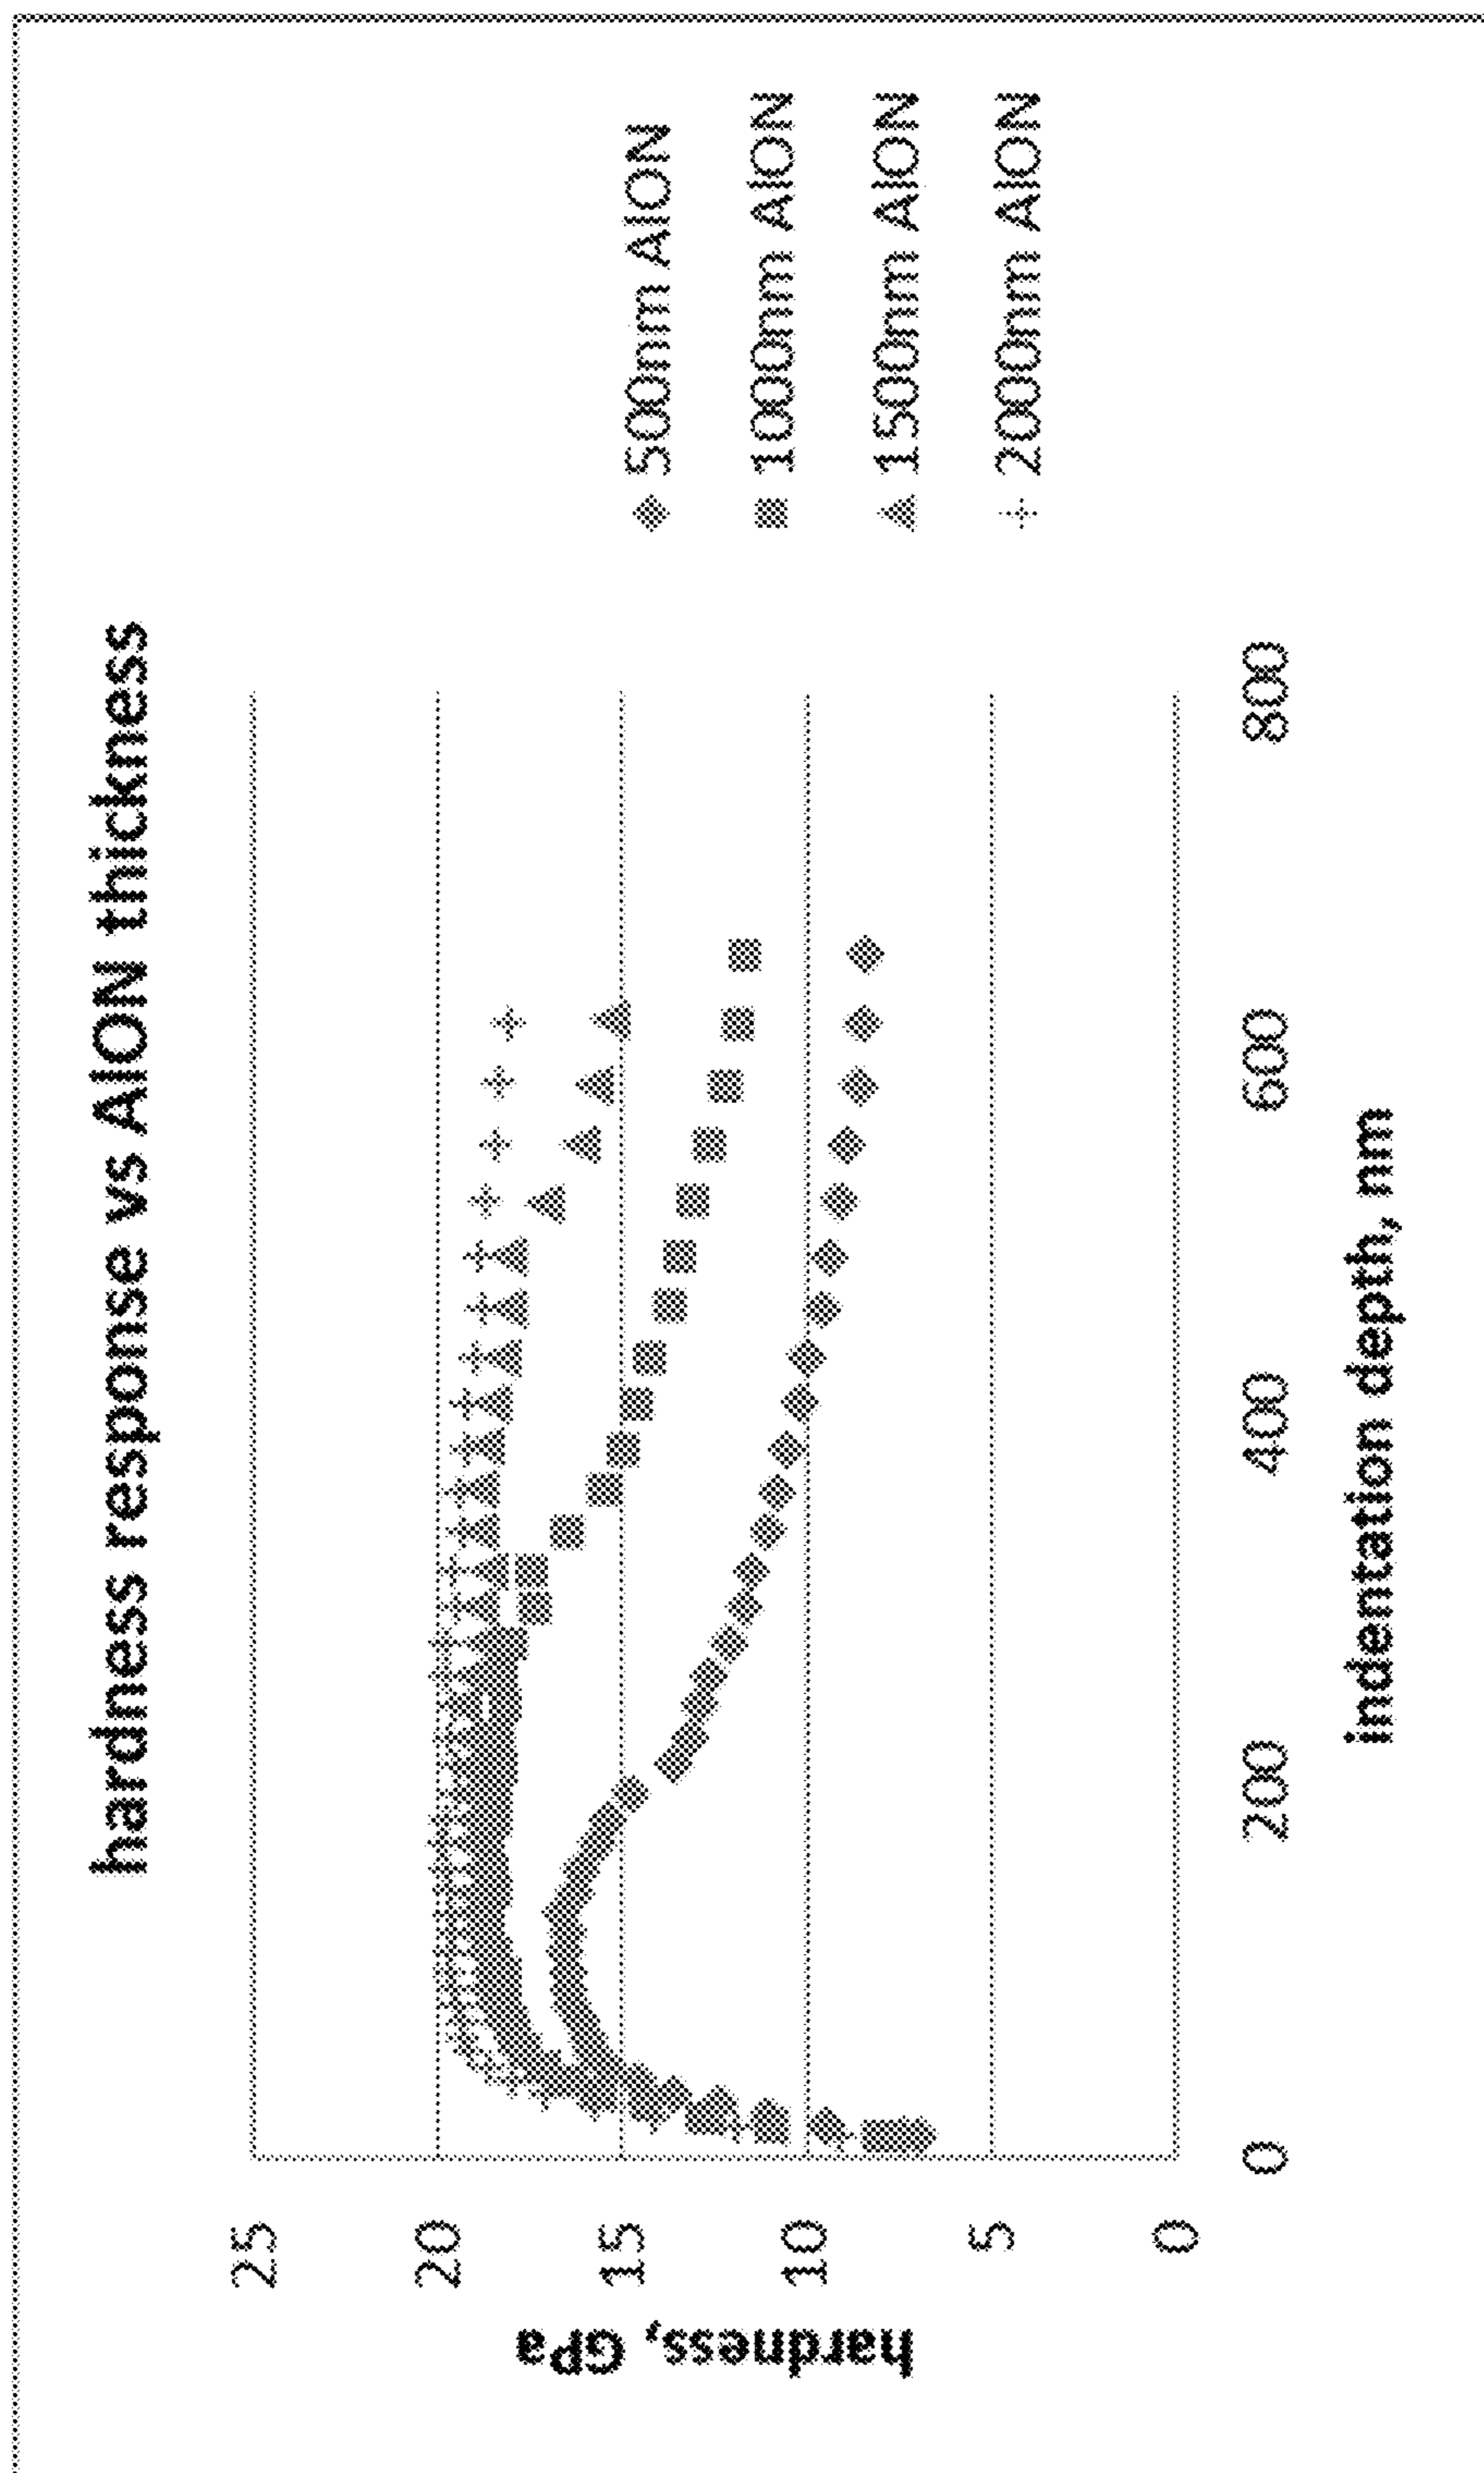 hardness response vs AlON thickness
25
20
15
10
5
0
hardness, GPa
0
200
400
600
800
indentation depth, nm
500nm AlON
1000nm AlON
1500nm AlON
2000nm AlON